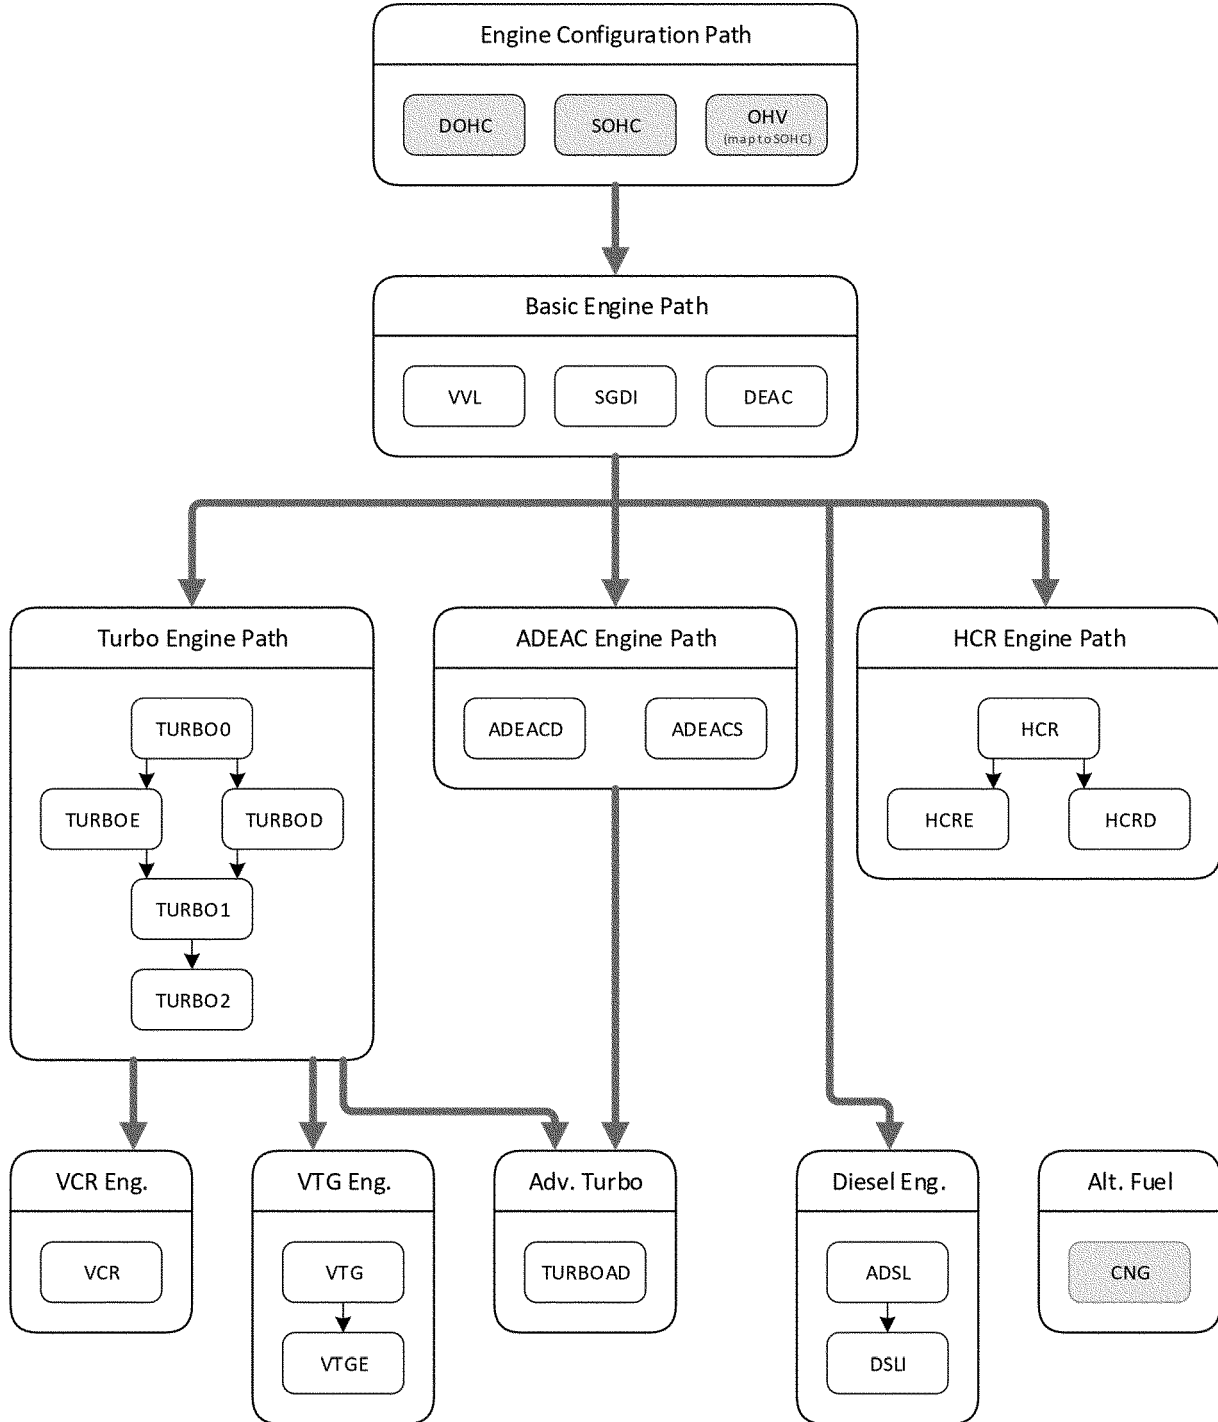 Engine Configuration Path
DOHC
SOHC
OHV
(map to SOHC)
Basic Engine Path
VVL
SGDI
DEAC
Turbo Engine Path
TURBO0
TURBOE
TURBOD
TURBO1
TURBO2
ADEAC Engine Path
ADEACD
ADEACS
HCR Engine Path
HCR
HCRE
HCRD
VCR Eng.
VCR
VTG Eng.
VTG
VTGE
Adv. Turbo
TURBOAD
Diesel Eng.
ADSL
DSLI
Alt. Fuel
CNG